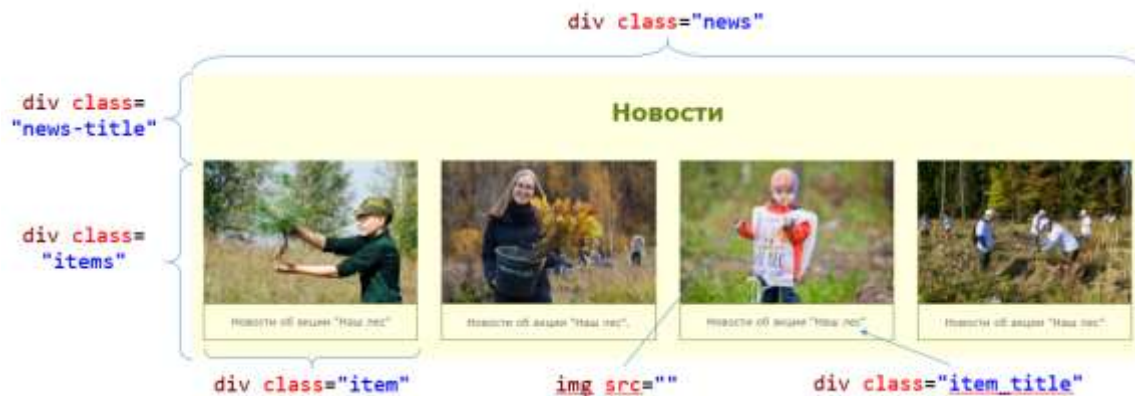 div class="news"
div class=
"news-title"
Новости
div class=
"items"
Новости об акции "Наш лес"
Новости об акции "Наш лес".
Новости об акции "Наш лес"
Новости об акции "Наш лес"
div class="item"
img src=""
div class="item_title"